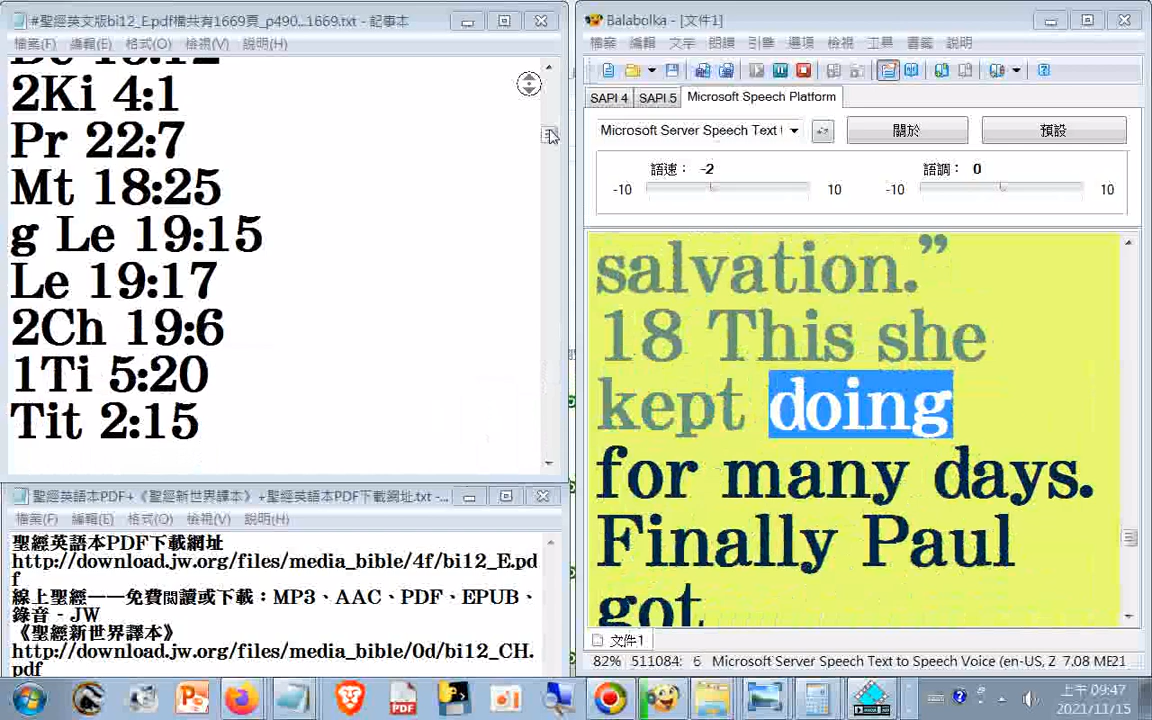 #聖經英文版bi12_E.pdf檔共有1669頁_p490...1669.txt - 記事本
檔案(F) 編輯(E) 格式(O) 檢視(V) 說明(H)
2Ki 4:1
Pr 22:7
Mt 18:25
g Le 19:15
Le 19:17
2Ch 19:6
1Ti 5:20
Tit 2:15
聖經英語本PDF+《聖經新世界譯本》+聖經英語本PDF下載網址.txt -...
檔案(F) 編輯(E) 格式(O) 檢視(V) 說明(H)
聖經英語本PDF下載網址
http://download.jw.org/files/media_bible/4f/bi12_E.pd
f
線上聖經——免費閱讀或下載：MP3、AAC、PDF、EPUB、
錄音 - JW
《聖經新世界譯本》
http://download.jw.org/files/media_bible/0d/bi12_CH.
pdf
Balabolka - [文件1]
檔案 編輯 文字 朗讀 引擎 選項 檢視 工具 書籤 說明
SAPI 4 SAPI 5 Microsoft Speech Platform
Microsoft Server Speech Text
關於
預設
語速： -2
-10 10
語調： 0
-10 10
salvation.”
18 This she
kept doing
for many days.
Finally Paul
got
文件1
82% 511084: 6 Microsoft Server Speech Text to Speech Voice (en-US, Z 7.08 ME21
上午 09:47
2021/11/15